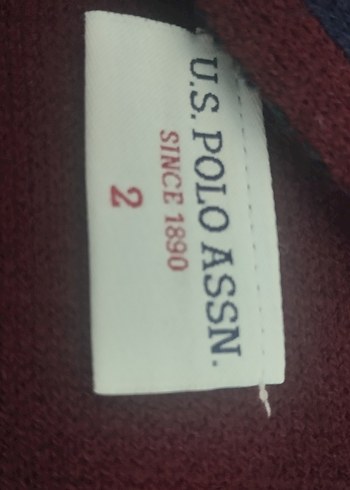 U.S. POLO ASSN.
SINCE 1890
2